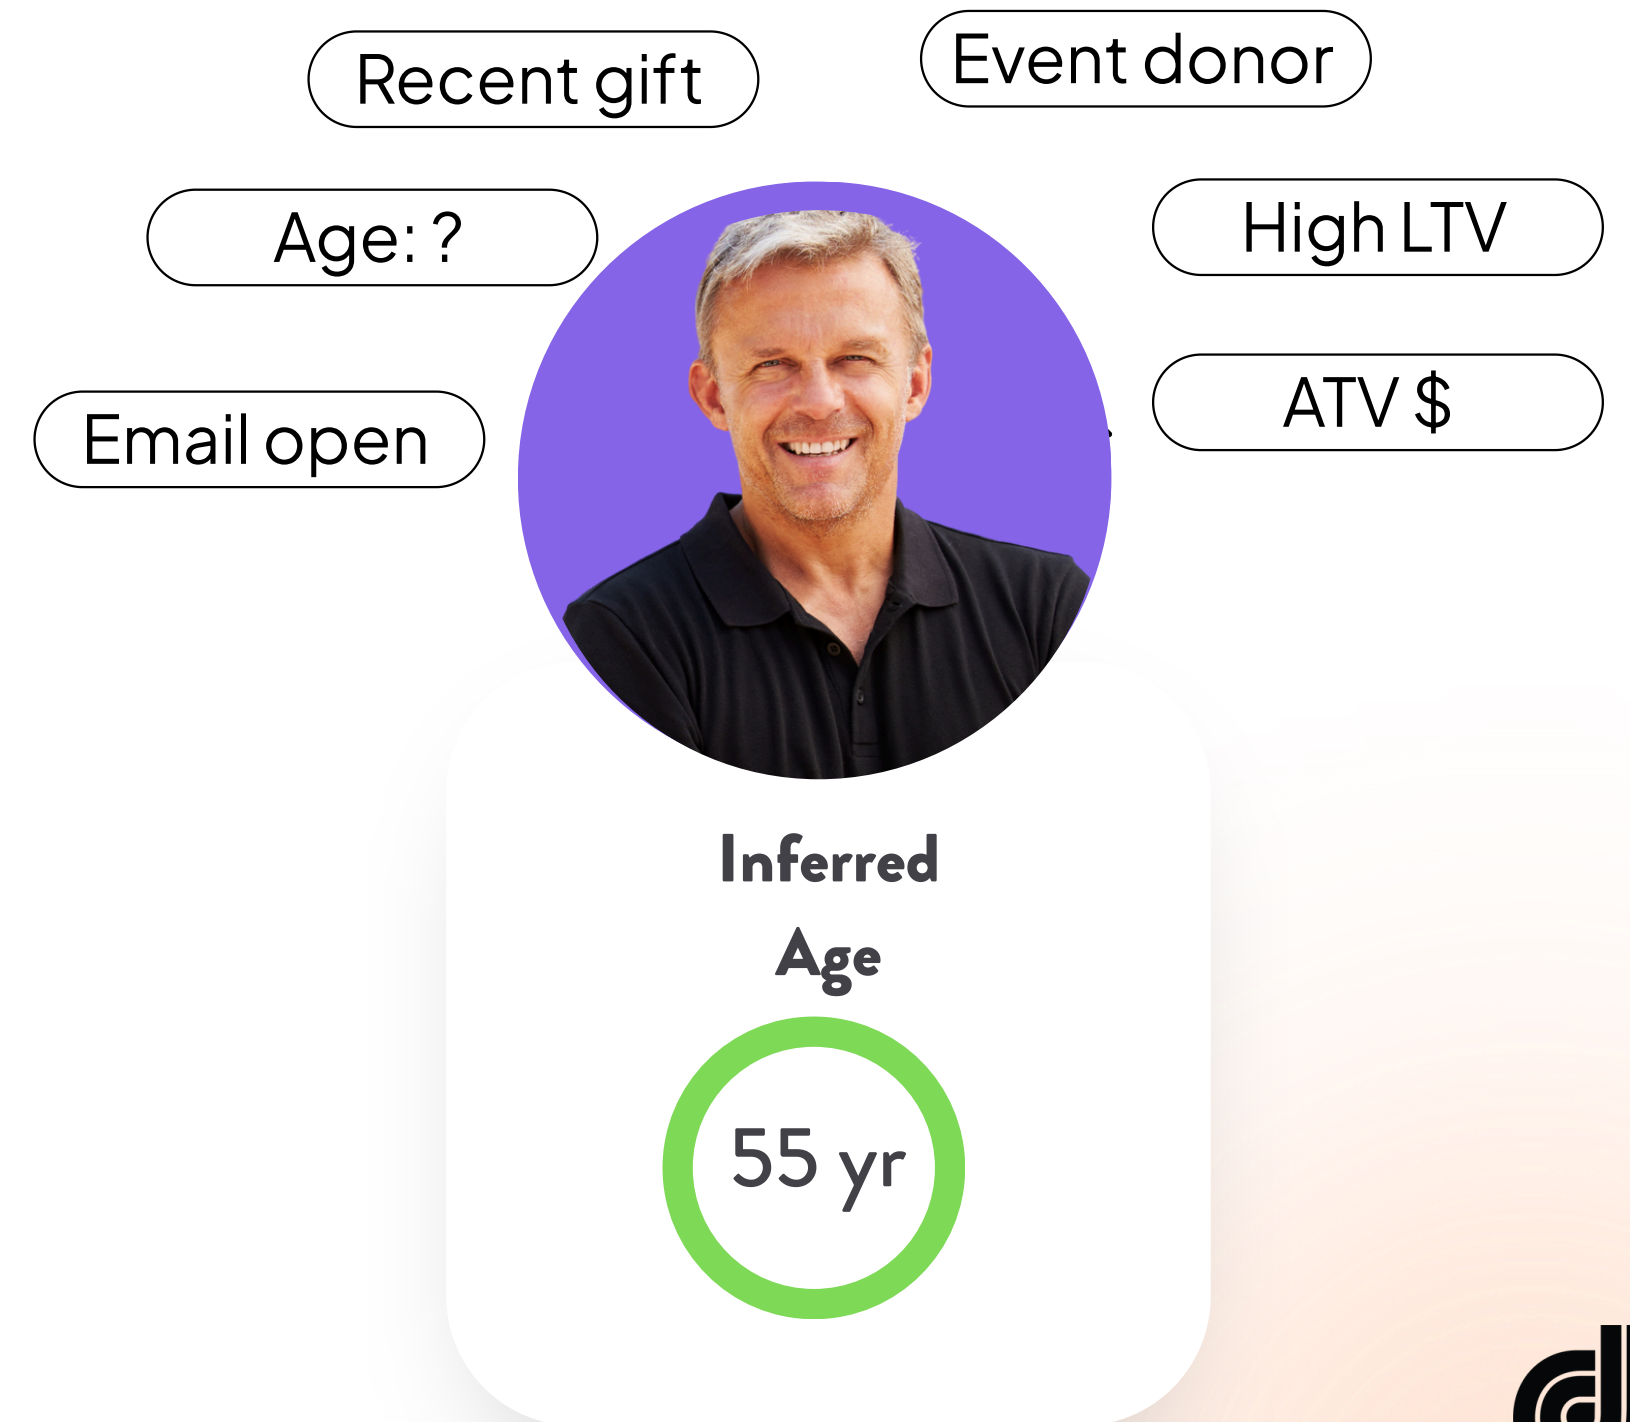 Recent gift
Event donor
Age: ?
High LTV
Email open
ATV $
Inferred
Age
55 yr